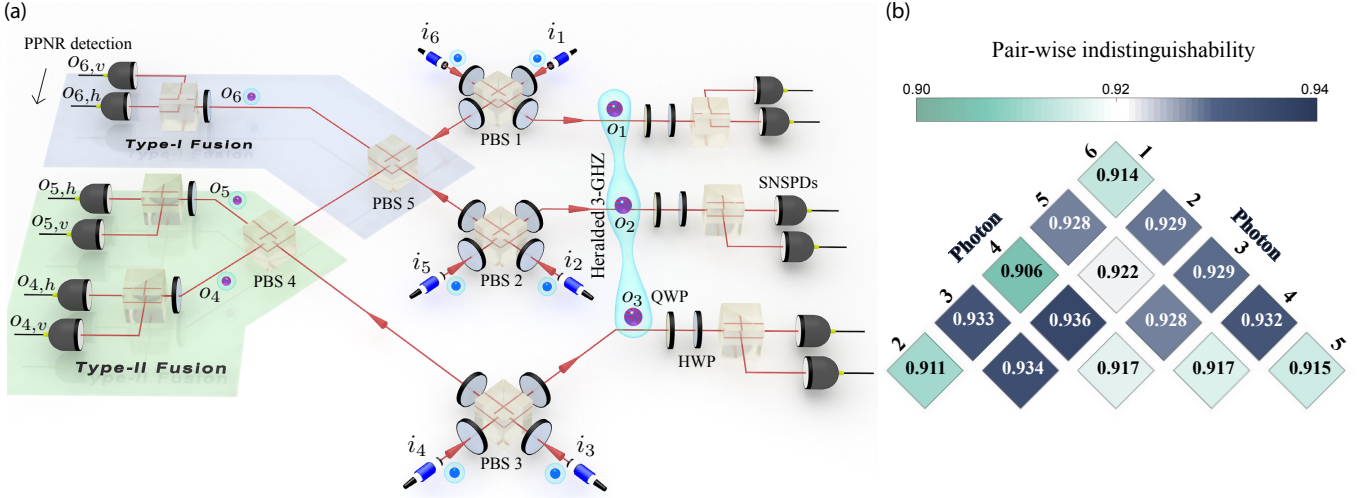 (a)
PPNR detection
o6,v
o6,h
o6
Type-I Fusion
i6
i1
PBS 1
o1
PBS 5
o5,h
o5,v
o5
PBS 4
o4,h
o4
o4,v
Type-II Fusion
i5
PBS 2
i2
o2
Heralded 3-GHZ
SNSPDs
o3
QWP
HWP
i4
PBS 3
i3
(b)
Pair-wise indistinguishability
0.90 0.92 0.94
6 1
0.914
5 2
0.928 0.929
Photon Photon
4 3
0.906 0.922 0.929
3 4
0.933 0.936 0.928 0.932
2 5
0.911 0.934 0.917 0.917 0.915